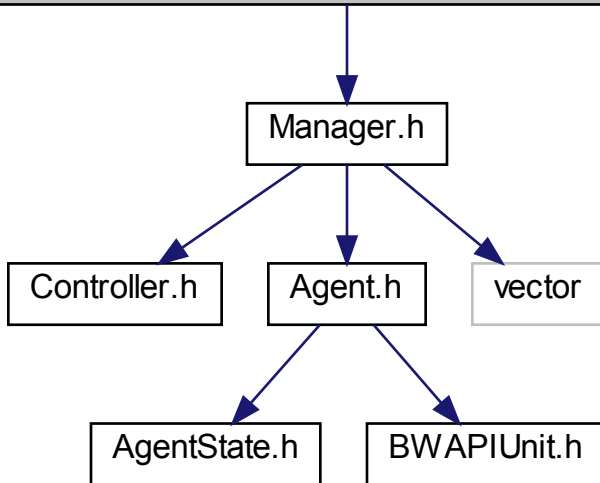 Manager.h
Controller.h
Agent.h
vector
AgentState.h
BWAPIUnit.h